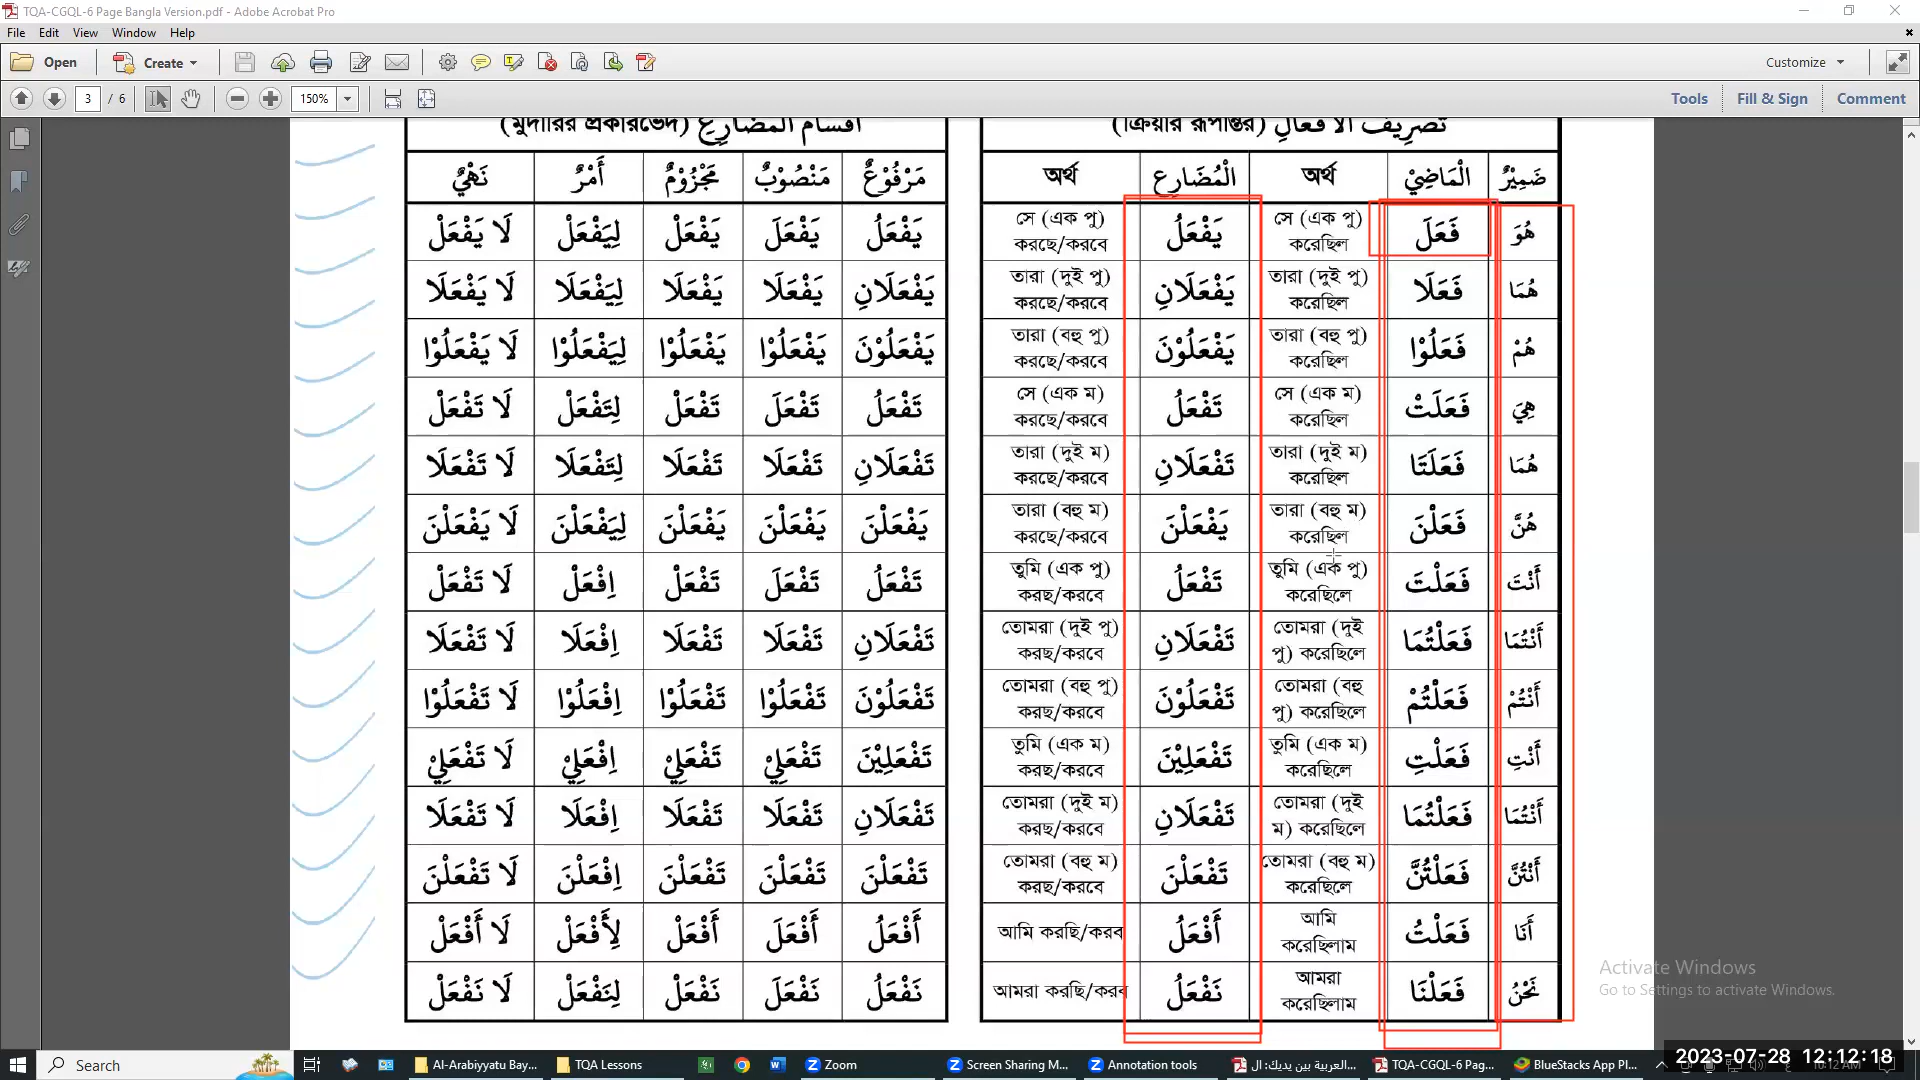 TQA-CGQL-6 Page Bangla Version.pdf - Adobe Acrobat Pro
File Edit View Window Help
Open Create Customize
3 / 6 150% Tools Fill & Sign Comment
تصريف الأفعال (ক্রিয়ার রূপান্তর)
ضَمِيْرٌ الْمَاضِيْ অর্থ الْمُضَارِع অর্থ
هُوَ فَعَلَ সে (এক পু) করেছিল يَفْعَلُ সে (এক পু) করছে/করবে
هُمَا فَعَلَا তারা (দুই পু) করেছিল يَفْعَلَانِ তারা (দুই পু) করছে/করবে
هُمْ فَعَلُوْا তারা (বহু পু) করেছিল يَفْعَلُوْنَ তারা (বহু পু) করছে/করবে
هِيَ فَعَلَتْ সে (এক ম) করেছিল تَفْعَلُ সে (এক ম) করছে/করবে
هُمَا فَعَلَتَا তারা (দুই ম) করেছিল تَفْعَلَانِ তারা (দুই ম) করছে/করবে
هُنَّ فَعَلْنَ তারা (বহু ম) করেছিল يَفْعَلْنَ তারা (বহু ম) করছে/করবে
أَنْتَ فَعَلْتَ তুমি (এক পু) করেছিলে تَفْعَلُ তুমি (এক পু) করছ/করবে
أَنْتُمَا فَعَلْتُمَا তোমরা (দুই পু) করেছিলে تَفْعَلَانِ তোমরা (দুই পু) করছ/করবে
أَنْتُمْ فَعَلْتُمْ তোমরা (বহু পু) করেছিলে تَفْعَلُوْنَ তোমরা (বহু পু) করছ/করবে
أَنْتِ فَعَلْتِ তুমি (এক ম) করেছিলে تَفْعَلِيْنَ তুমি (এক ম) করছ/করবে
أَنْتُمَا فَعَلْتُمَا তোমরা (দুই ম) করেছিলে تَفْعَلَانِ তোমরা (দুই ম) করছ/করবে
أَنْتُنَّ فَعَلْتُنَّ তোমরা (বহু ম) করেছিলে تَفْعَلْنَ তোমরা (বহু ম) করছ/করবে
أَنَا فَعَلْتُ আমি করেছিলাম أَفْعَلُ আমি করছি/করব
نَحْنُ فَعَلْنَا আমরা করেছিলাম نَفْعَلُ আমরা করছি/করব
أقسام المضارع (মুদারির প্রকারভেদ)
مَرْفُوْعٌ مَنْصُوْبٌ مَجْزُوْمٌ أَمْرٌ نَهْيٌ
يَفْعَلُ يَفْعَلَ يَفْعَلْ لِيَفْعَلْ لَا يَفْعَلْ
يَفْعَلَانِ يَفْعَلَا يَفْعَلَا لِيَفْعَلَا لَا يَفْعَلَا
يَفْعَلُوْنَ يَفْعَلُوْا يَفْعَلُوْا لِيَفْعَلُوْا لَا يَفْعَلُوْا
تَفْعَلُ تَفْعَلَ تَفْعَلْ لِتَفْعَلْ لَا تَفْعَلْ
تَفْعَلَانِ تَفْعَلَا تَفْعَلَا لِتَفْعَلَا لَا تَفْعَلَا
يَفْعَلْنَ يَفْعَلْنَ يَفْعَلْنَ لِيَفْعَلْنَ لَا يَفْعَلْنَ
تَفْعَلُ تَفْعَلَ تَفْعَلْ اِفْعَلْ لَا تَفْعَلْ
تَفْعَلَانِ تَفْعَلَا تَفْعَلَا اِفْعَلَا لَا تَفْعَلَا
تَفْعَلُوْنَ تَفْعَلُوْا تَفْعَلُوْا اِفْعَلُوْا لَا تَفْعَلُوْا
تَفْعَلِيْنَ تَفْعَلِيْ تَفْعَلِيْ اِفْعَلِيْ لَا تَفْعَلِيْ
تَفْعَلَانِ تَفْعَلَا تَفْعَلَا اِفْعَلَا لَا تَفْعَلَا
تَفْعَلْنَ تَفْعَلْنَ تَفْعَلْنَ اِفْعَلْنَ لَا تَفْعَلْنَ
أَفْعَلُ أَفْعَلَ أَفْعَلْ لِأَفْعَلْ لَا أَفْعَلْ
نَفْعَلُ نَفْعَلَ نَفْعَلْ لِنَفْعَلْ لَا نَفْعَلْ
Activate Windows
Go to Settings to activate Windows.
Search Al-Arabiyyatu Bay... TQA Lessons Zoom Screen Sharing M... Annotation tools العربية بين يديك: ال... TQA-CGQL-6 Pag... BlueStacks App Pl...
2023-07-28 12:12:18